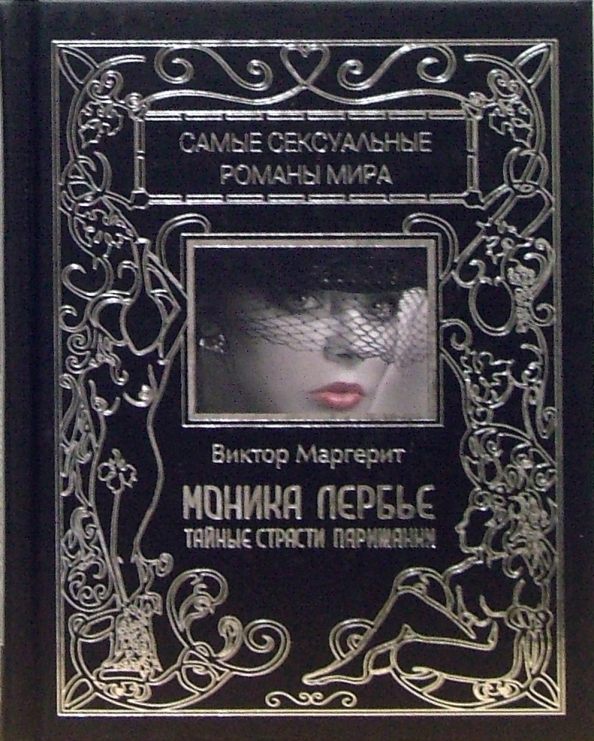 САМЫЕ СЕКСУАЛЬНЫЕ
РОМАНЫ МИРА
Виктор Маргерит
МОНИКА ЛЕРБЬЕ
ТАЙНЫЕ СТРАСТИ ПАРИЖАНКИ